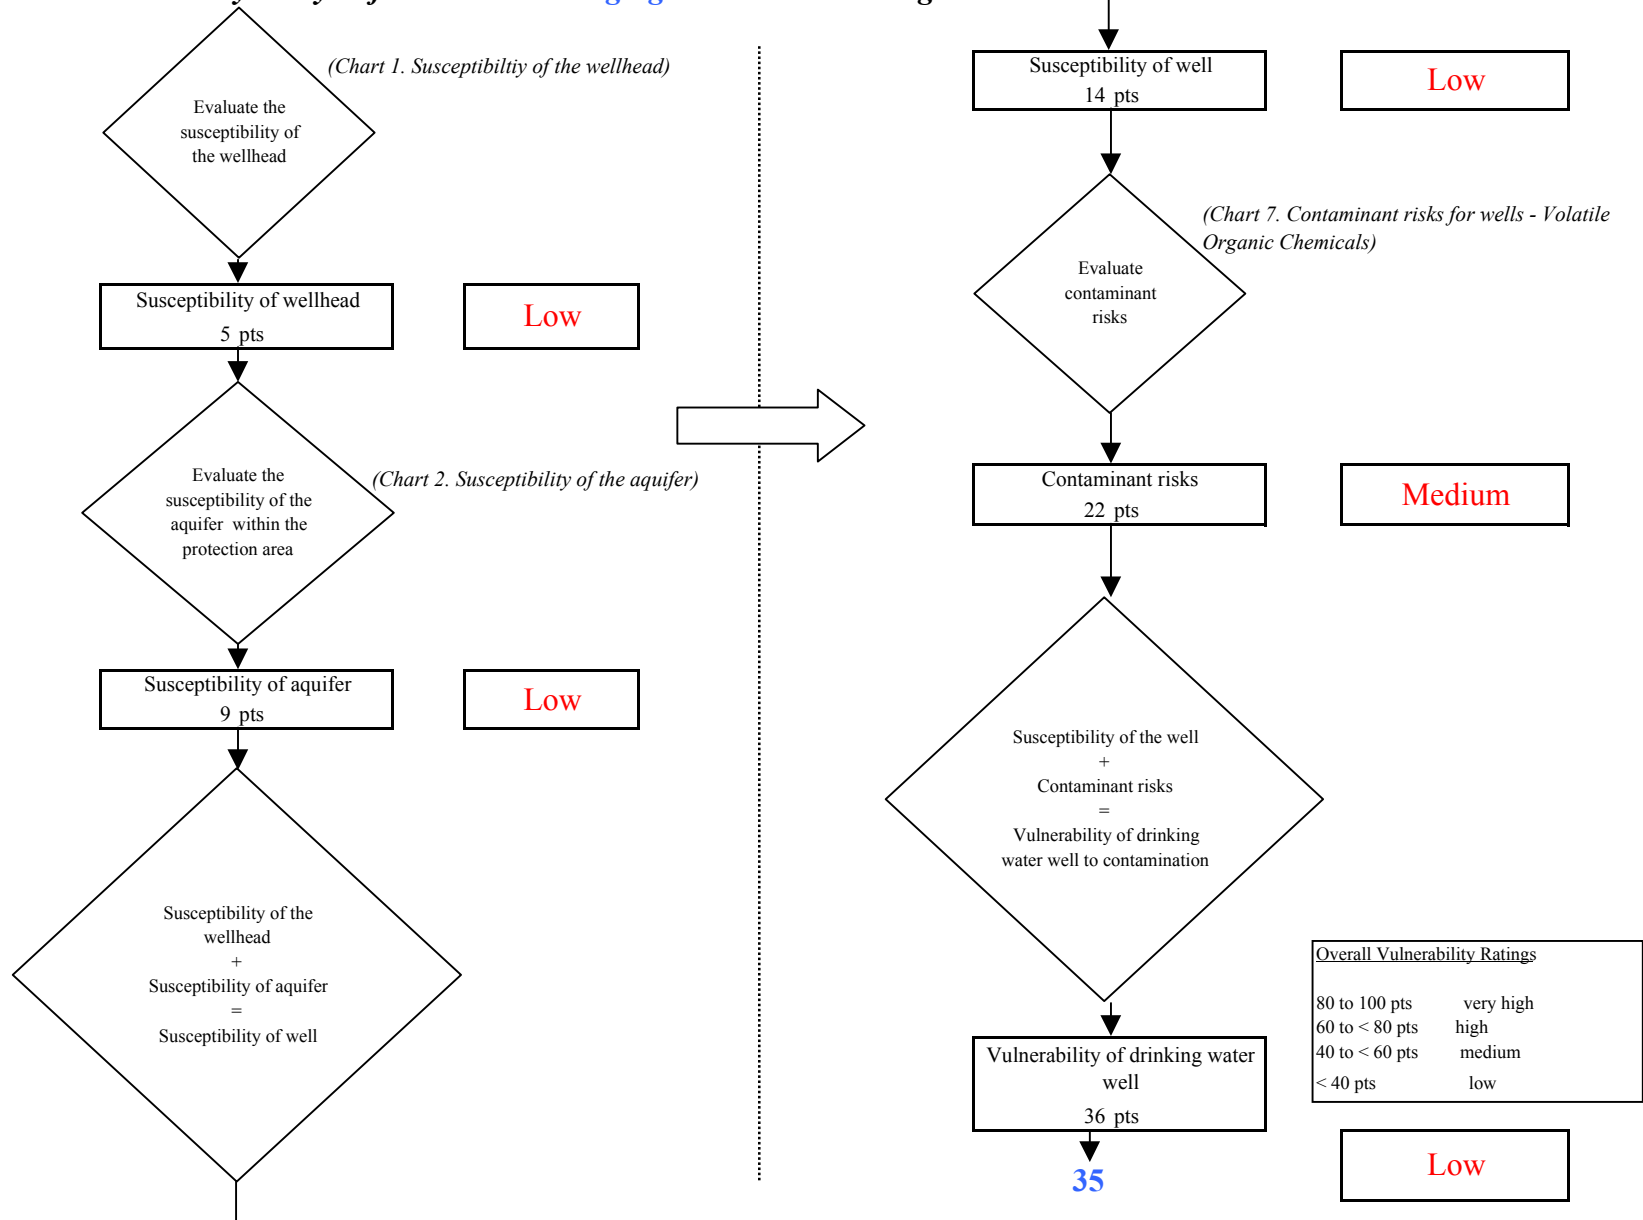 (Chart 1. Susceptibiltiy of the wellhead)
Evaluate the
susceptibility of
the wellhead
Susceptibility of wellhead
5 pts
Low
Evaluate the
susceptibility of the
aquifer within the
protection area
(Chart 2. Susceptibility of the aquifer)
Susceptibility of aquifer
9 pts
Low
Susceptibility of the
wellhead
+
Susceptibility of aquifer
=
Susceptibility of well
Susceptibility of well
14 pts
Low
(Chart 7. Contaminant risks for wells - Volatile
Organic Chemicals)
Evaluate
contaminant
risks
Contaminant risks
22 pts
Medium
Susceptibility of the well
+
Contaminant risks
=
Vulnerability of drinking
water well to contamination
Overall Vulnerability Ratings
80 to 100 pts very high
60 to < 80 pts high
40 to < 60 pts medium
< 40 pts low
Vulnerability of drinking water
well
36 pts
35
Low